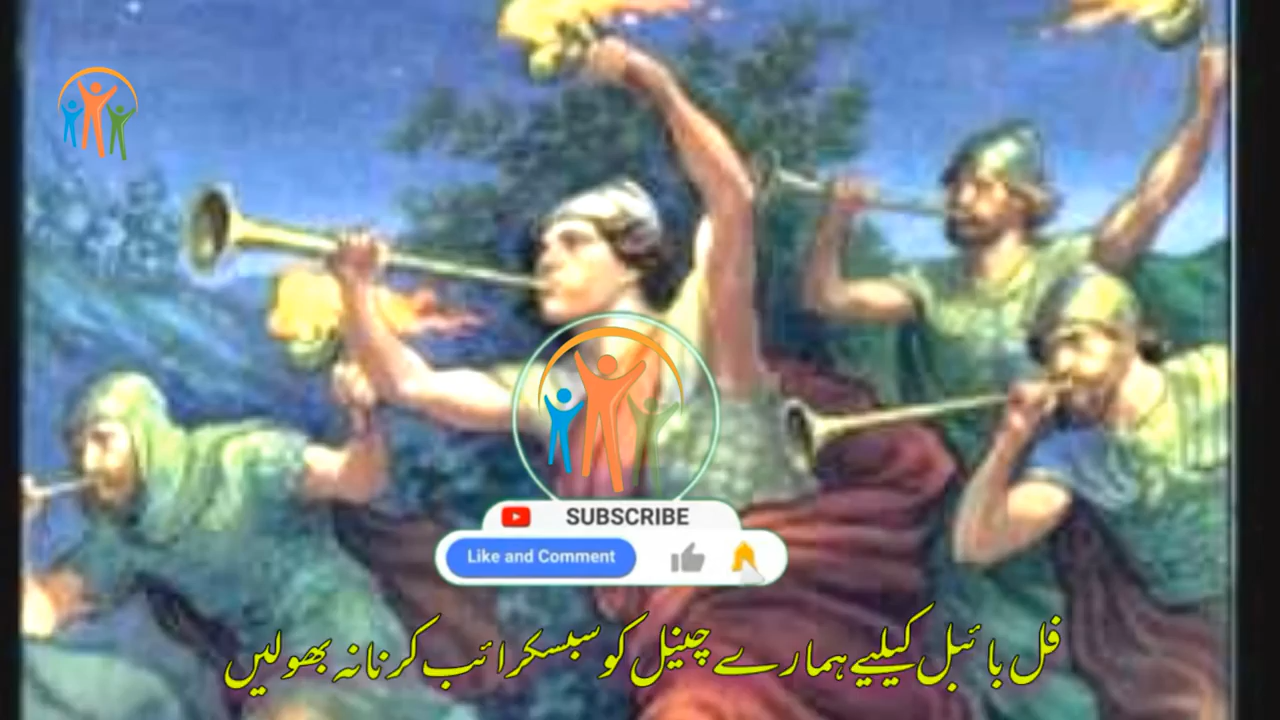 SUBSCRIBE
Like and Comment
فل بائبل کیلیے ہمارے چینل کو سبسکرائب کرنا نہ بھولیں